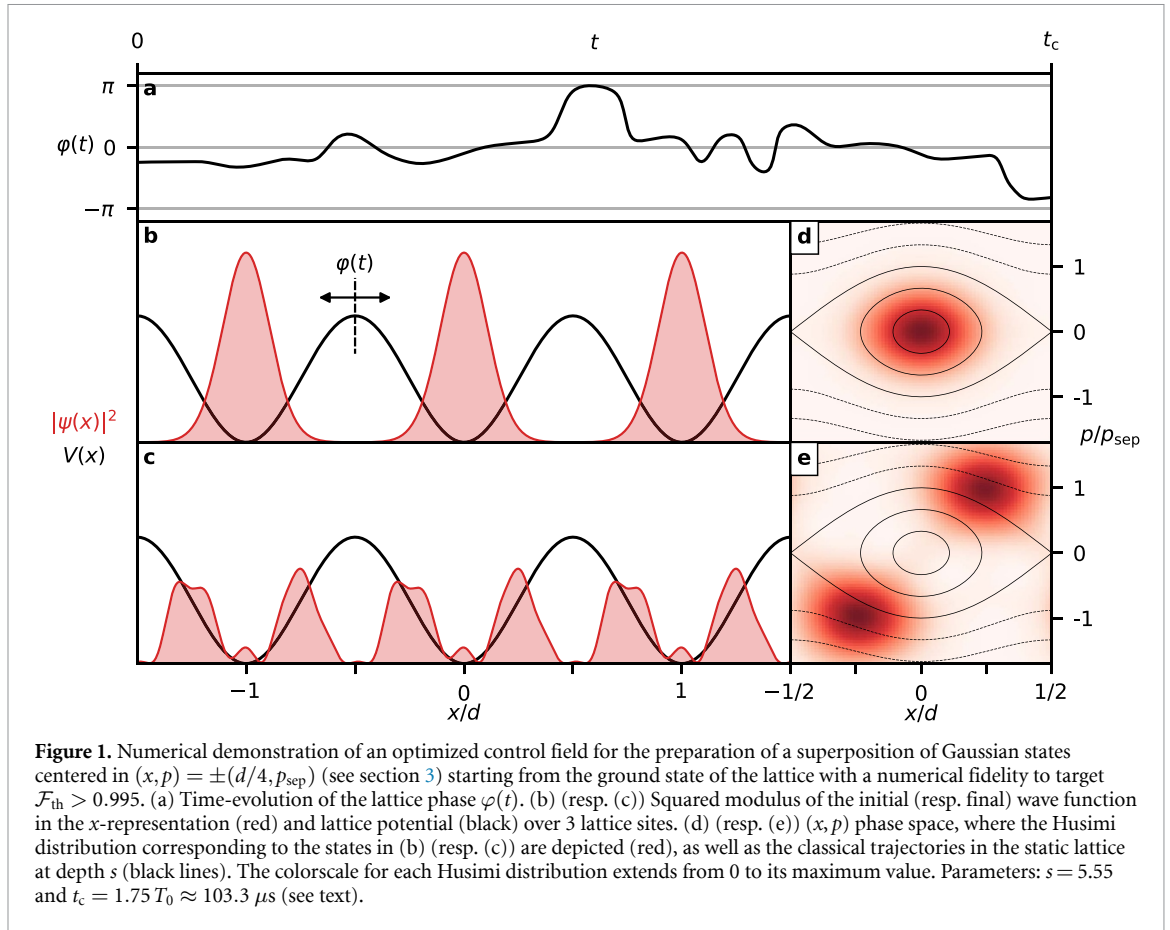 0 t t_c
π
a
φ(t) 0
−π
b
φ(t)
d
1
0
-1
|ψ(x)|²
p/p_sep
V(x)
c
e
1
0
-1
−1 0 1 −1/2 0 1/2
x/d x/d
Figure 1. Numerical demonstration of an optimized control field for the preparation of a superposition of Gaussian states
centered in (x,p) = ±(d/4,p_sep) (see section 3) starting from the ground state of the lattice with a numerical fidelity to target
ℱ_th > 0.995. (a) Time-evolution of the lattice phase φ(t). (b) (resp. (c)) Squared modulus of the initial (resp. final) wave function
in the x-representation (red) and lattice potential (black) over 3 lattice sites. (d) (resp. (e)) (x,p) phase space, where the Husimi
distribution corresponding to the states in (b) (resp. (c)) are depicted (red), as well as the classical trajectories in the static lattice
at depth s (black lines). The colorscale for each Husimi distribution extends from 0 to its maximum value. Parameters: s = 5.55
and t_c = 1.75 T_0 ≈ 103.3 μs (see text).